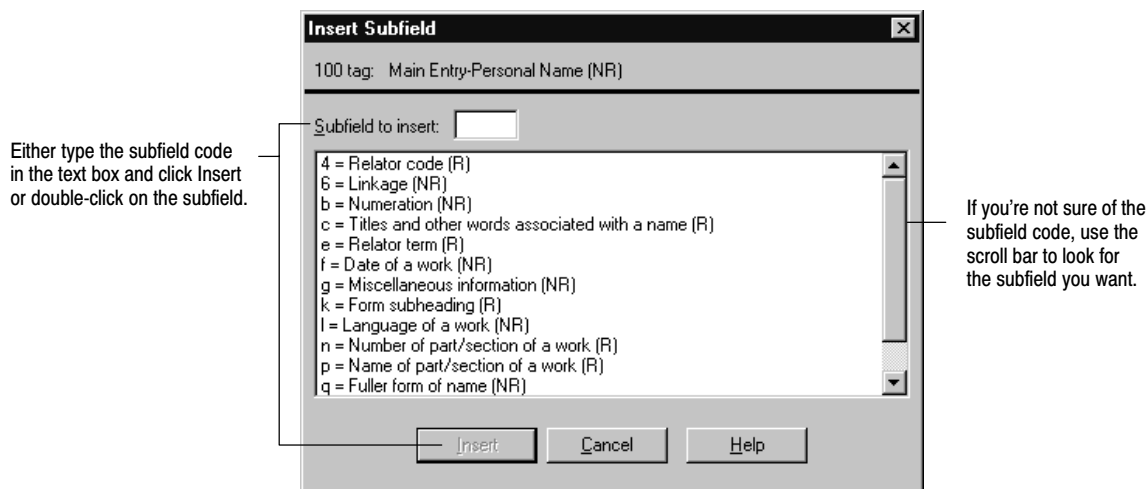 Insert Subfield
100 tag: Main Entry-Personal Name (NR)
Subfield to insert:
Either type the subfield code
in the text box and click Insert
or double-click on the subfield.
4 = Relator code (R)
6 = Linkage (NR)
b = Numeration (NR)
c = Titles and other words associated with a name (R)
e = Relator term (R)
f = Date of a work (NR)
g = Miscellaneous information (NR)
k = Form subheading (R)
l = Language of a work (NR)
n = Number of part/section of a work (R)
p = Name of part/section of a work (R)
q = Fuller form of name (NR)
If you're not sure of the
subfield code, use the
scroll bar to look for
the subfield you want.
Insert
Cancel
Help